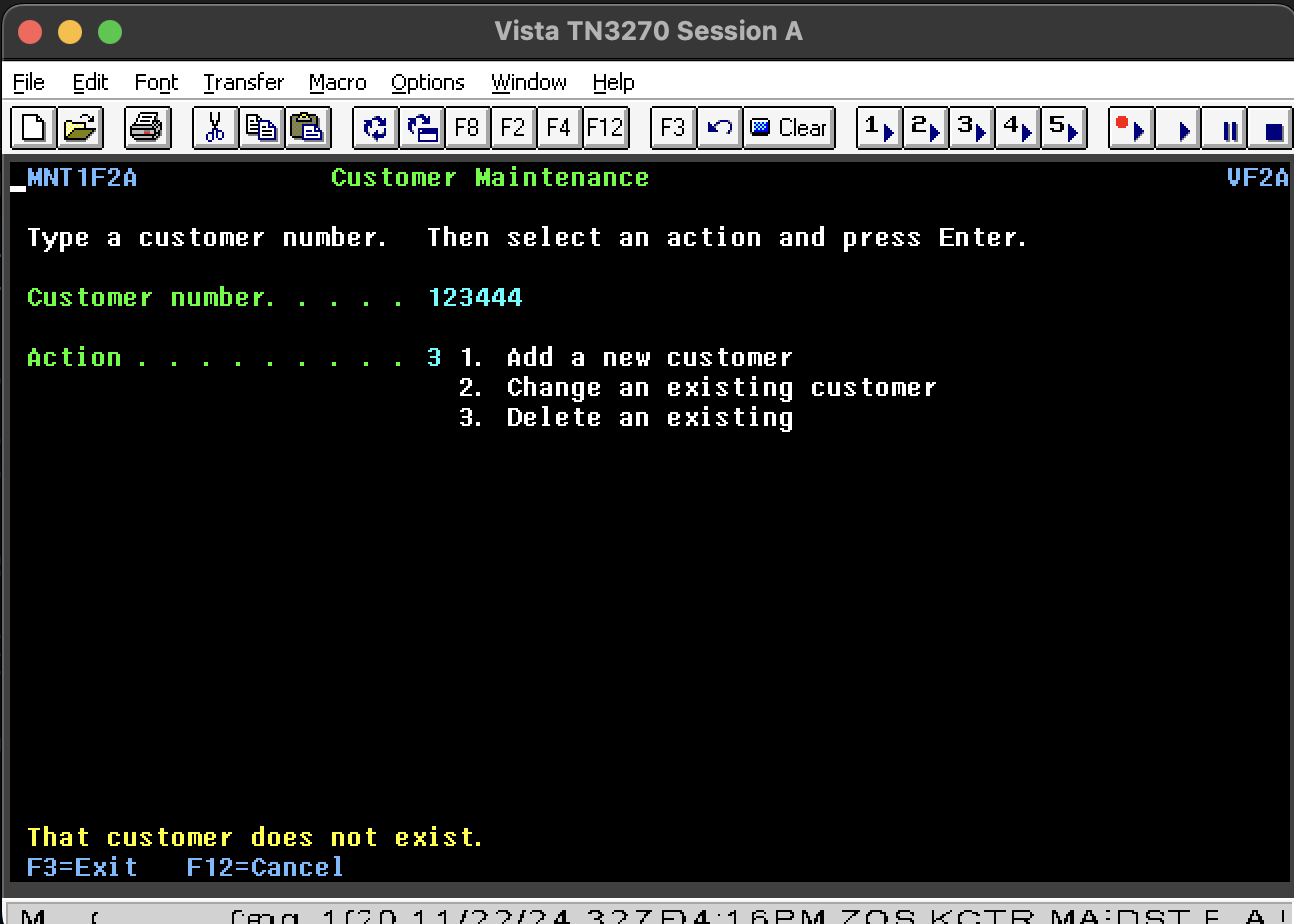 Vista TN3270 Session A
File Edit Font Transfer Macro Options Window Help
F8 F2 F4 F12 F3 Clear 1 2 3 4 5
MNT1F2A Customer Maintenance VF2A
Type a customer number. Then select an action and press Enter.
Customer number. . . . . 123444
Action . . . . . . . . . 3 1. Add a new customer
2. Change an existing customer
3. Delete an existing
That customer does not exist.
F3=Exit F12=Cancel
11/22/24